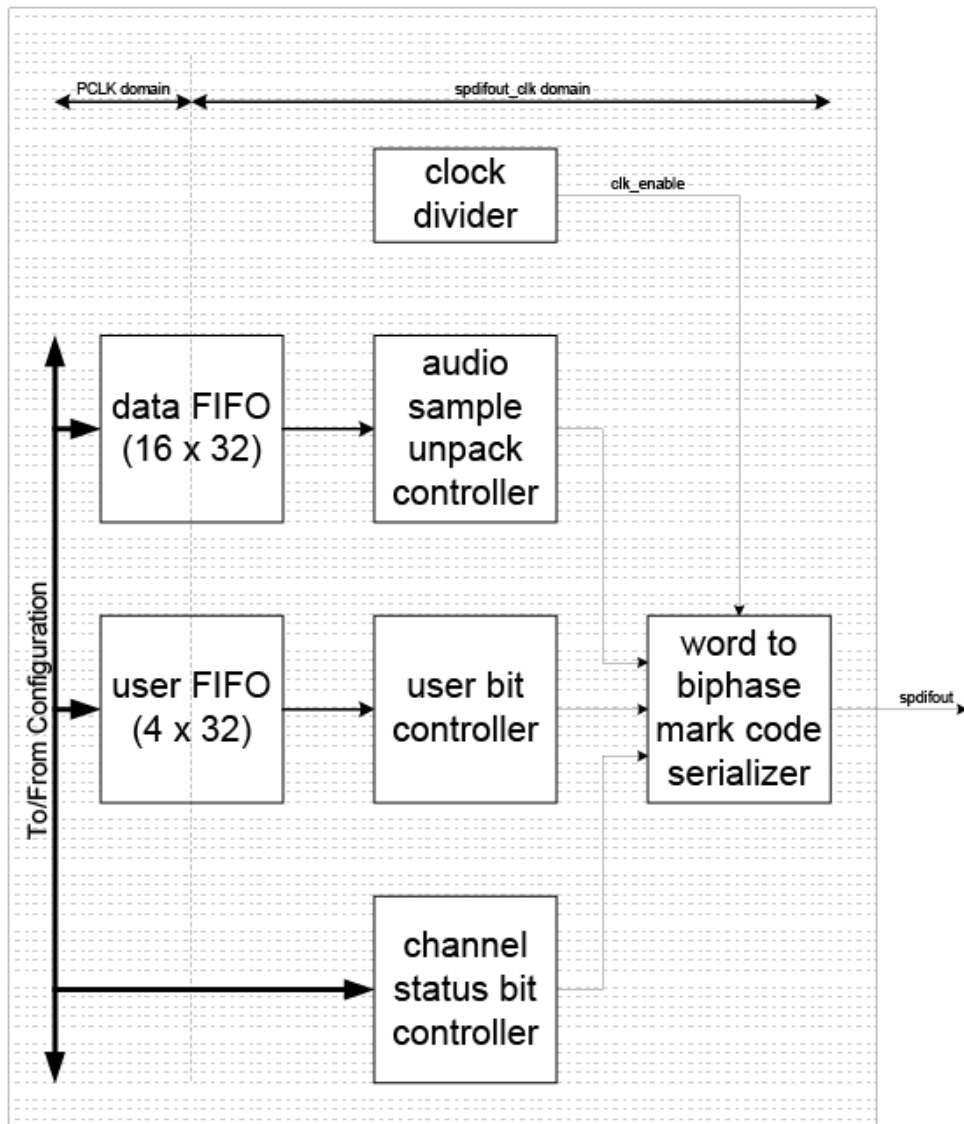 PCLK domain
spdifout_clk domain
clock
divider
clk_enable
data FIFO
(16 x 32)
audio
sample
unpack
controller
To/From Configuration
user FIFO
(4 x 32)
user bit
controller
word to
biphase
mark code
serializer
spdifout
channel
status bit
controller